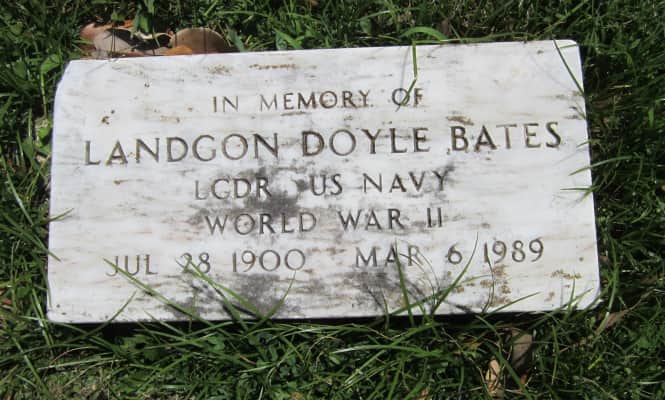 IN MEMORY OF
LANDGON DOYLE BATES
LCDR US NAVY
WORLD WAR II
JUL 28 1900 MAR 6 1989